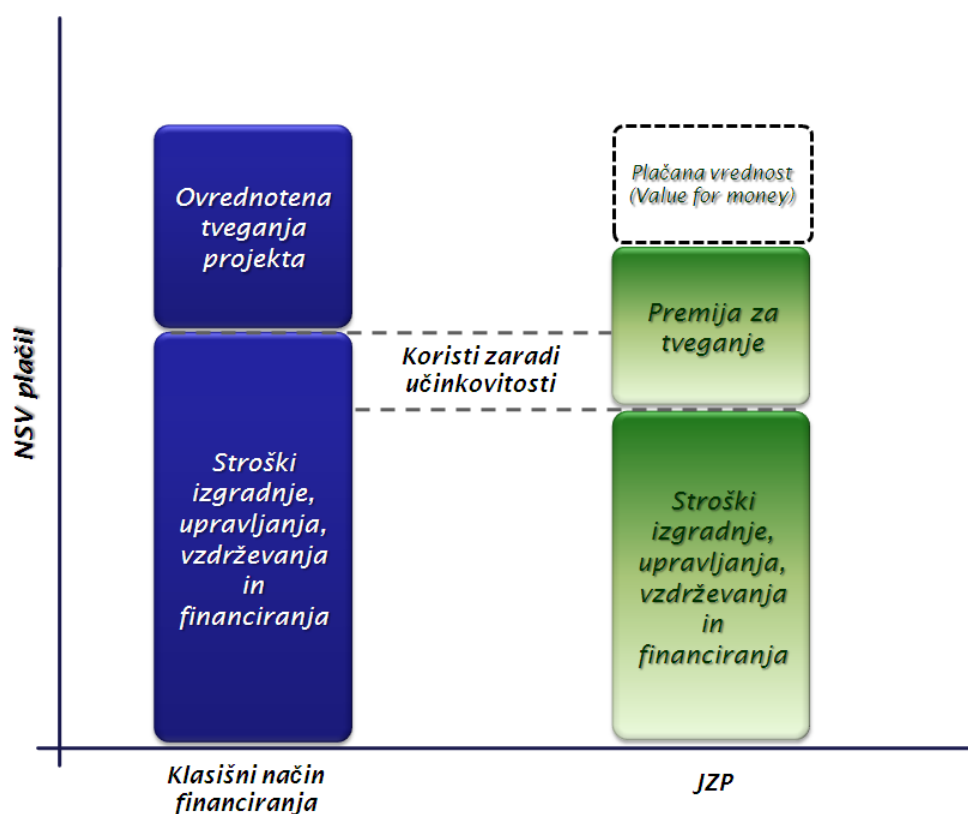 NSV plačil
Ovrednotena
tveganja
projekta
Stroški
izgradnje,
upravljanja,
vzdrževanja
in
financiranja
Koristi zaradi
učinkovitosti
Plačana vrednost
(Value for money)
Premija za
tveganje
Stroški
izgradnje,
upravljanja,
vzdrževanja
in
financiranja
Klasišni način
financiranja
JZP